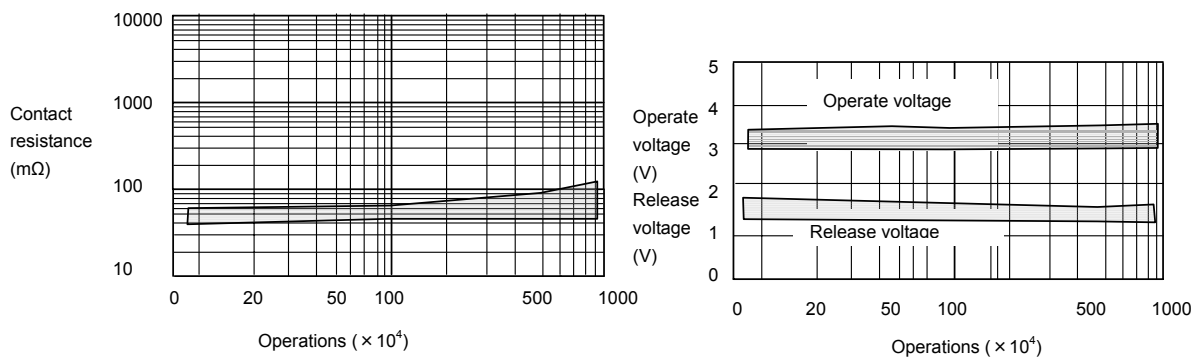 10000
1000
100
10
Contact
resistance
(mΩ)
0 20 50 100 500 1000
Operations ( × 10⁴)
5
4
3
2
1
0
Operate
voltage
(V)
Release
voltage
(V)
Operate voltage
Release voltage
0 20 50 100 500 1000
Operations ( × 10⁴)